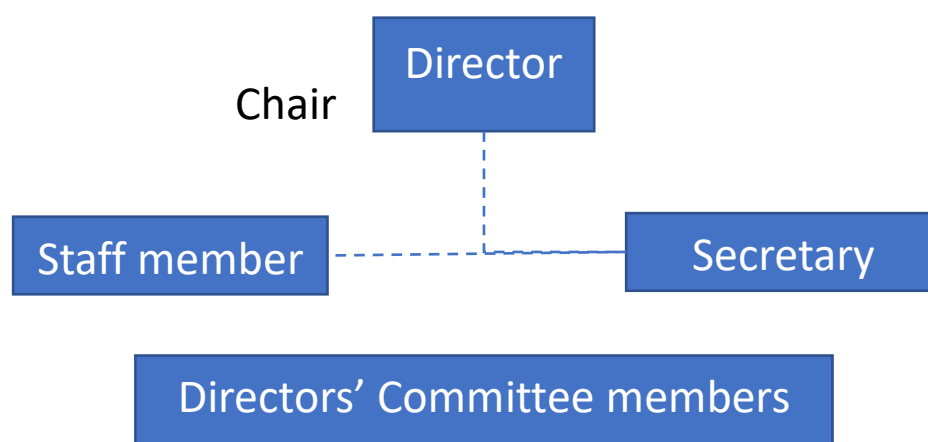 Director
Chair
Staff member
Secretary
Directors’ Committee members